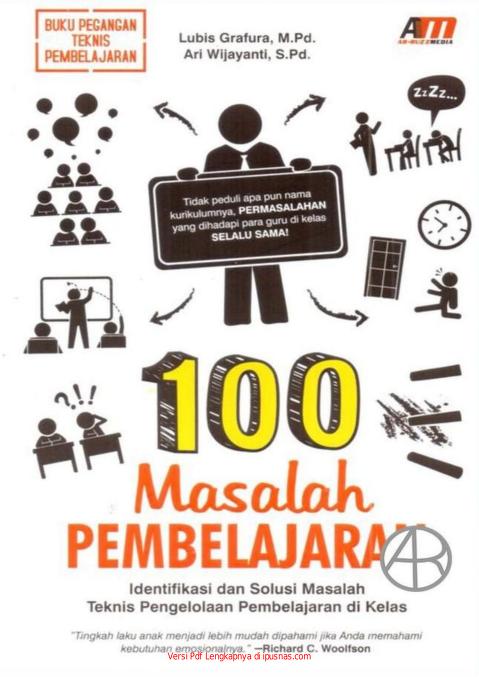 BUKU PEGANGAN
TEKNIS
PEMBELAJARAN
Lubis Grafura, M.Pd.
Ari Wijayanti, S.Pd.
AM
AR-RUZZMEDIA
ZzZz...
Tidak peduli apa pun nama
kurikulumnya, PERMASALAHAN
yang dihadapi para guru di kelas
SELALU SAMA!
?!!
100
Masalah
PEMBELAJARAN
Identifikasi dan Solusi Masalah
Teknis Pengelolaan Pembelajaran di Kelas
"Tingkah laku anak menjadi lebih mudah dipahami jika Anda memahami
kebutuhan emosionalnya." —Richard C. Woolfson
Versi Pdf Lengkapnya di ipusnas.com